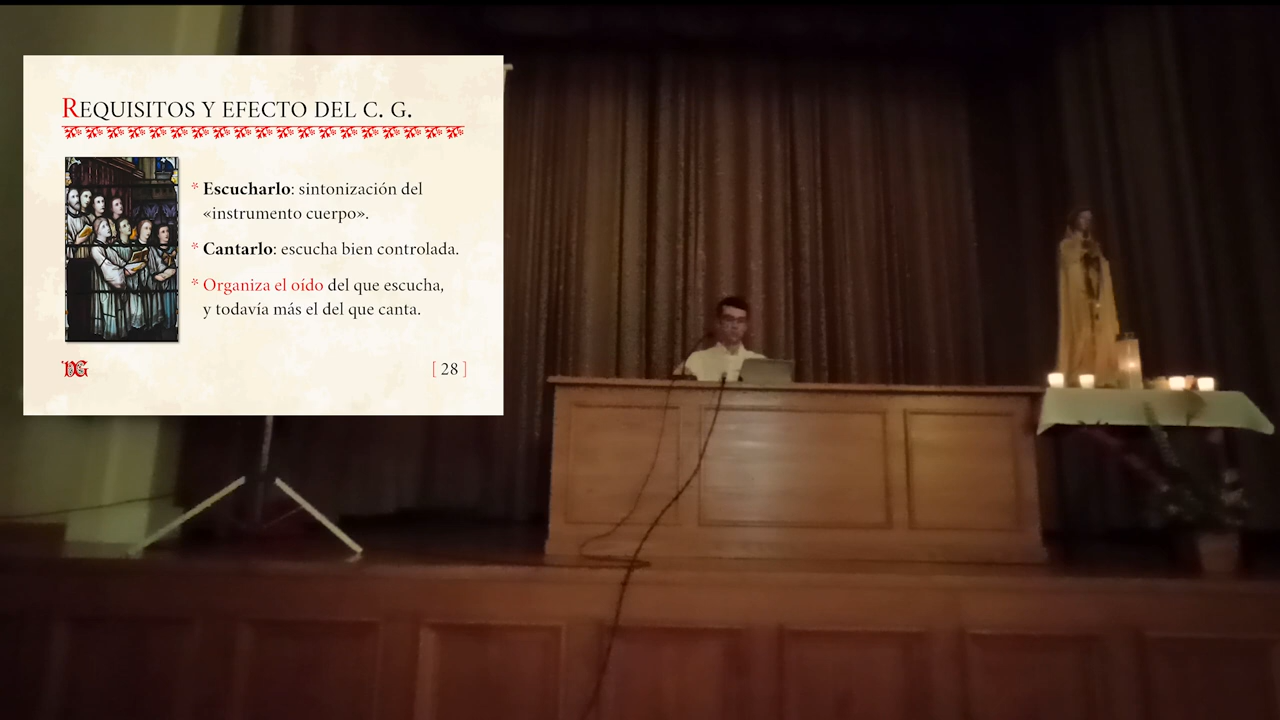 REQUISITOS Y EFECTO DEL C. G.
* Escucharlo: sintonización del
«instrumento cuerpo».
* Cantarlo: escucha bien controlada.
* Organiza el oído del que escucha,
y todavía más el del que canta.
[ 28 ]